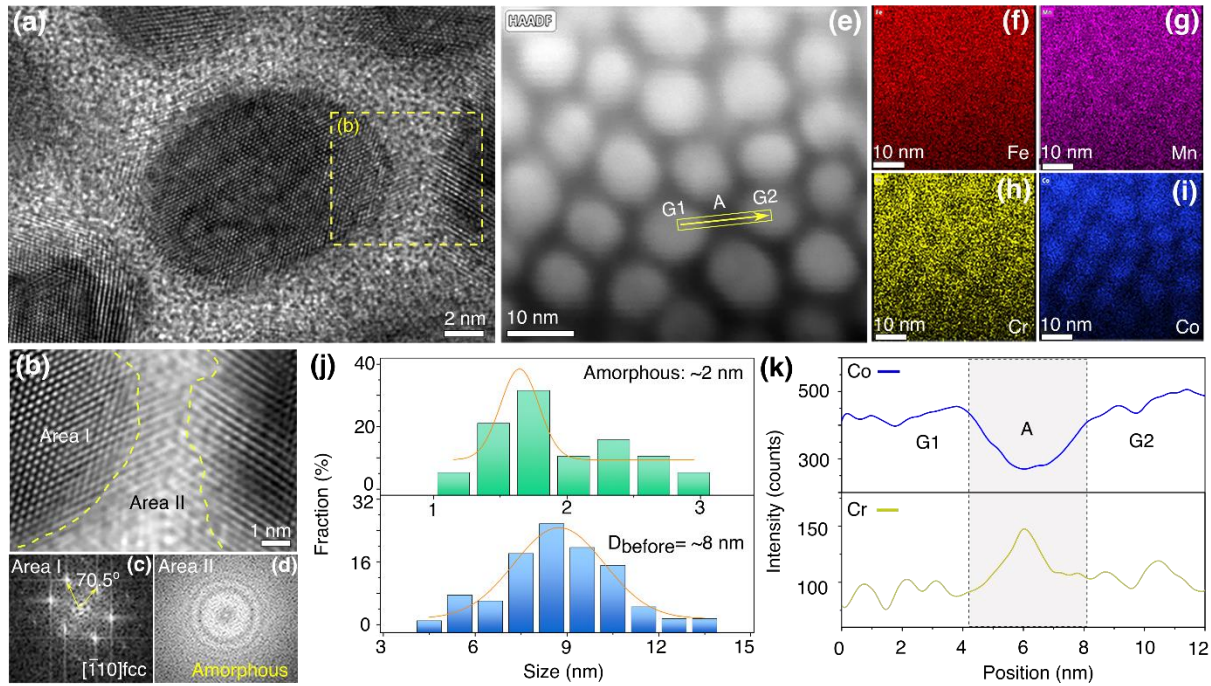 (a)
(b)
2 nm
HAADF
(e)
G1 A G2
10 nm
Fe
(f)
10 nm
Fe
(g)
10 nm
Mn
(h)
10 nm
Cr
Co
(i)
10 nm
Co
(b)
Area I
Area II
1 nm
Area I
(c)
70.5°
[1̄10]fcc
Area II
(d)
Amorphous
(j)
40
30
20
10
0
Amorphous: ~2 nm
1 2 3
Fraction (%)
32
16
0
D before= ~8 nm
3 6 9 12 15
Size (nm)
(k)
Co
500
300
G1 A G2
Intensity (counts)
Cr
150
100
0 2 4 6 8 10 12
Position (nm)